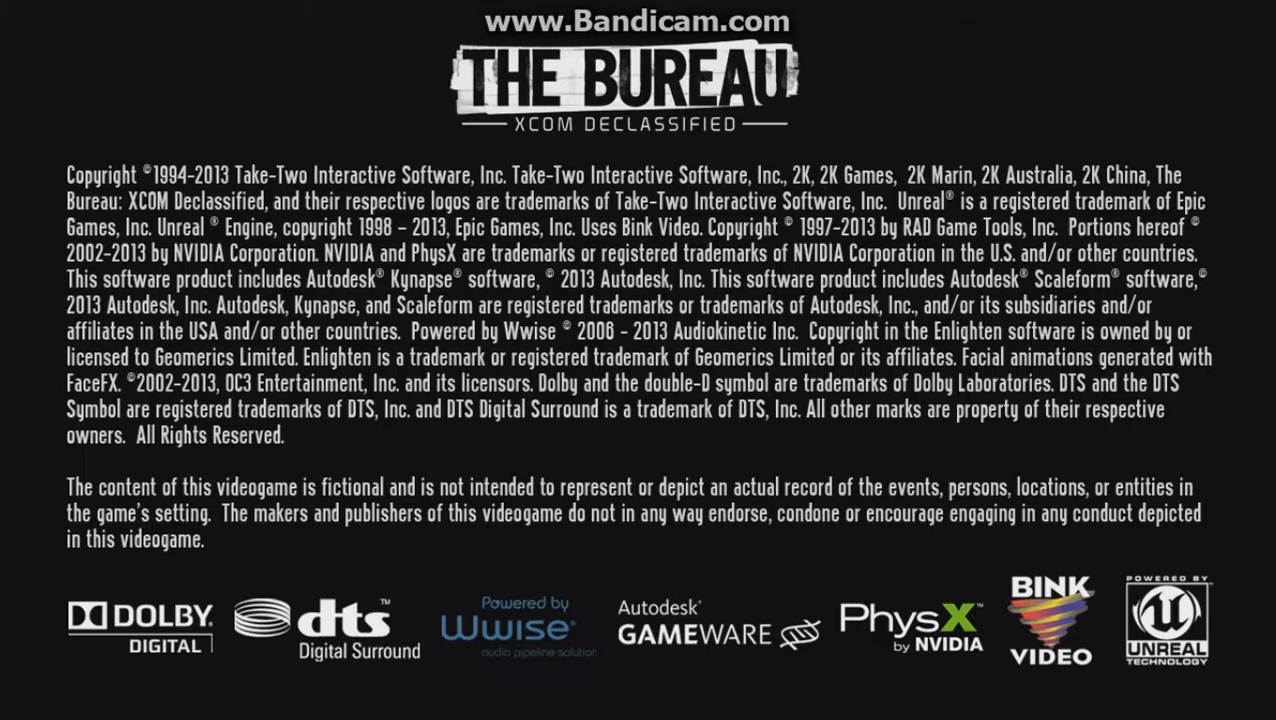 www.Bandicam.com
THE BUREAU
XCOM DECLASSIFIED
Copyright ©1994-2013 Take-Two Interactive Software, Inc. Take-Two Interactive Software, Inc., 2K, 2K Games, 2K Marin, 2K Australia, 2K China, The
Bureau: XCOM Declassified, and their respective logos are trademarks of Take-Two Interactive Software, Inc. Unreal® is a registered trademark of Epic
Games, Inc. Unreal ® Engine, copyright 1998 – 2013, Epic Games, Inc. Uses Bink Video. Copyright © 1997-2013 by RAD Game Tools, Inc. Portions hereof ©
2002-2013 by NVIDIA Corporation. NVIDIA and PhysX are trademarks or registered trademarks of NVIDIA Corporation in the U.S. and/or other countries.
This software product includes Autodesk® Kynapse® software, © 2013 Autodesk, Inc. This software product includes Autodesk® Scaleform® software,©
2013 Autodesk, Inc. Autodesk, Kynapse, and Scaleform are registered trademarks or trademarks of Autodesk, Inc., and/or its subsidiaries and/or
affiliates in the USA and/or other countries. Powered by Wwise © 2006 - 2013 Audiokinetic Inc. Copyright in the Enlighten software is owned by or
licensed to Geomerics Limited. Enlighten is a trademark or registered trademark of Geomerics Limited or its affiliates. Facial animations generated with
FaceFX. ©2002-2013, OC3 Entertainment, Inc. and its licensors. Dolby and the double-D symbol are trademarks of Dolby Laboratories. DTS and the DTS
Symbol are registered trademarks of DTS, Inc. and DTS Digital Surround is a trademark of DTS, Inc. All other marks are property of their respective
owners. All Rights Reserved.
The content of this videogame is fictional and is not intended to represent or depict an actual record of the events, persons, locations, or entities in
the game's setting. The makers and publishers of this videogame do not in any way endorse, condone or encourage engaging in any conduct depicted
in this videogame.
DOLBY
DIGITAL
dts™
Digital Surround
Powered by
Wwise®
audio pipeline solution
Autodesk®
GAMEWARE
PhysX™
by NVIDIA
BINK
VIDEO
POWERED BY
UNREAL
TECHNOLOGY